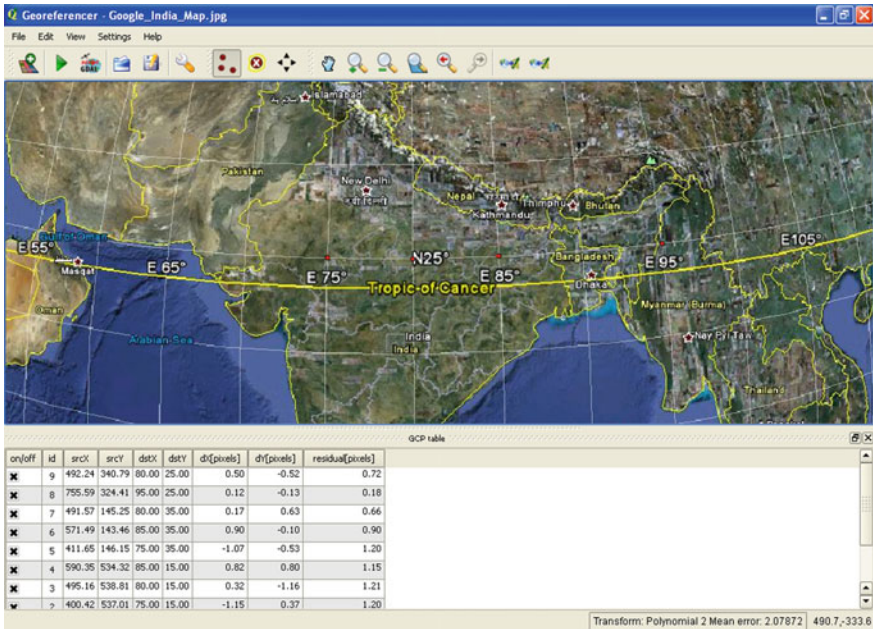 Georeferencer - Google_India_Map.jpg
File Edit View Settings Help
GDAL
Islamabad
Pakistan
New Delhi
Nepal
Kathmandu
Thimphu
Bhutan
Gulf of Oman
E 55°
Masqat
E 65°
E 75°
N25°
E 85°
Bangladesh
Dhaka
E 95°
E105°
Tropic of Cancer
Oman
Arabian Sea
India
India
Myanmar (Burma)
Nay Pyi Taw
Thailand
GCP table
on/off id srcX srcY dstX dstY dX[pixels] dY[pixels] residual[pixels]
9 492.24 340.79 80.00 25.00 0.50 -0.52 0.72
8 755.59 324.41 95.00 25.00 0.12 -0.13 0.18
7 491.57 145.25 80.00 35.00 0.17 0.63 0.66
6 571.49 143.46 85.00 35.00 0.90 -0.10 0.90
5 411.65 146.15 75.00 35.00 -1.07 -0.53 1.20
4 590.35 534.32 85.00 15.00 0.82 0.80 1.15
3 495.16 538.81 80.00 15.00 0.32 -1.16 1.21
2 400.42 537.01 75.00 15.00 -1.15 0.37 1.20
Transform: Polynomial 2 Mean error: 2.07872 490.7,-333.6